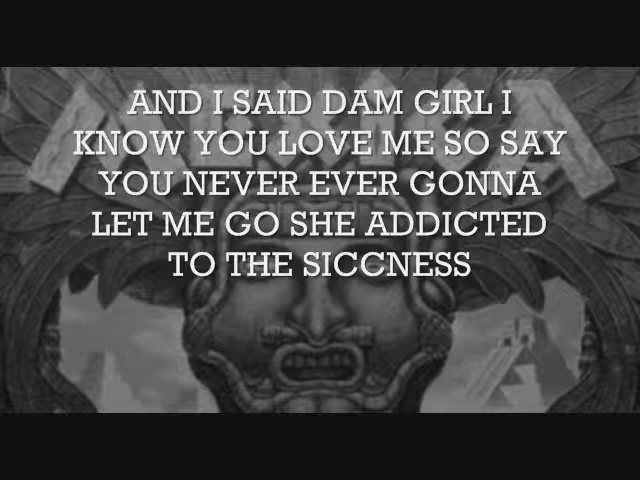 AND I SAID DAM GIRL I
KNOW YOU LOVE ME SO SAY
YOU NEVER EVER GONNA
LET ME GO SHE ADDICTED
TO THE SICCNESS